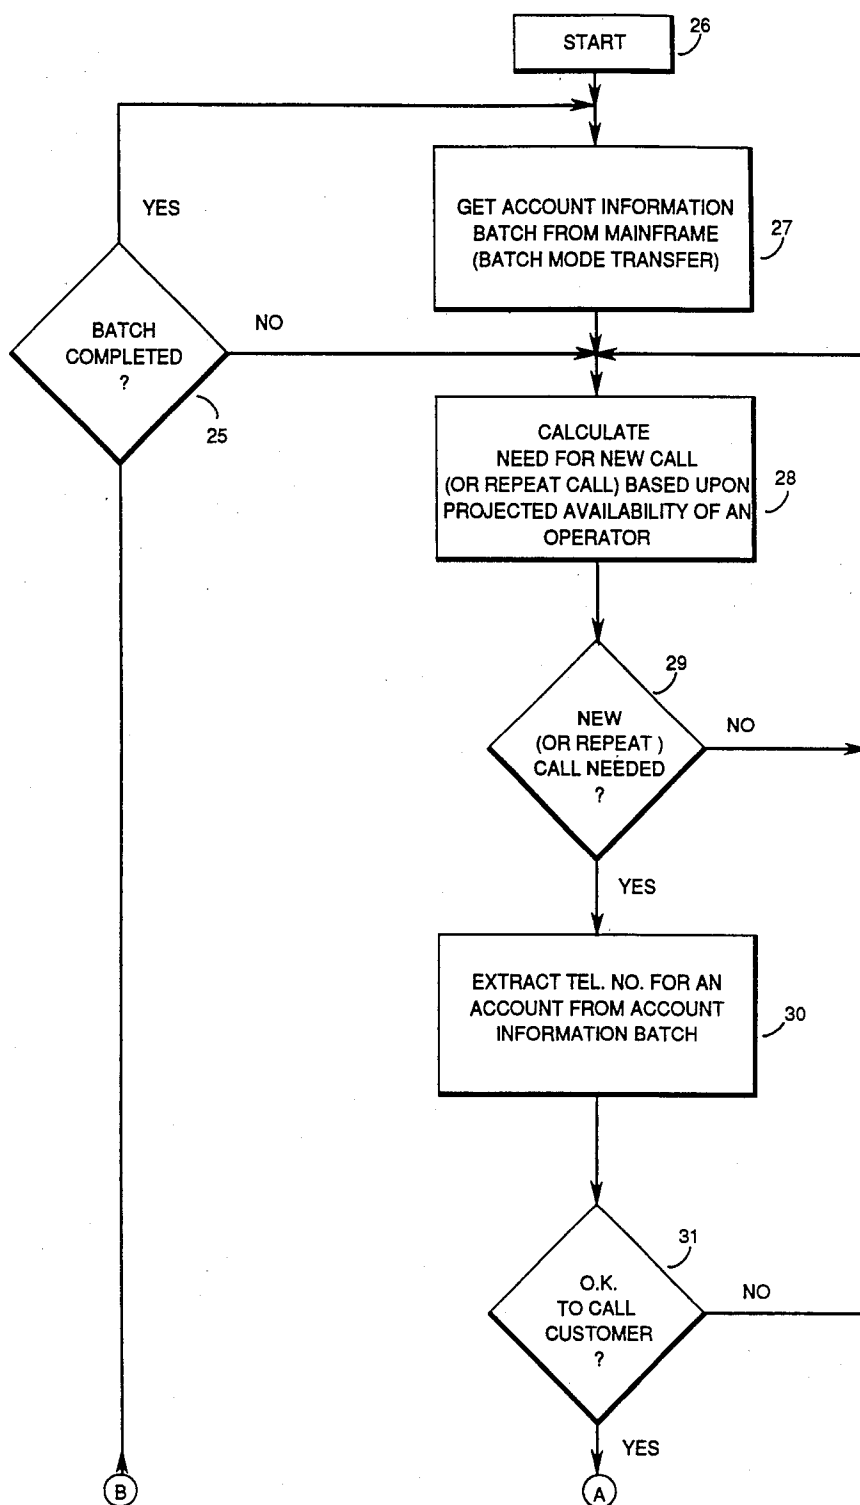 START
26
YES
GET ACCOUNT INFORMATION
BATCH FROM MAINFRAME
(BATCH MODE TRANSFER)
27
BATCH
COMPLETED
?
NO
25
CALCULATE
NEED FOR NEW CALL
(OR REPEAT CALL) BASED UPON
PROJECTED AVAILABILITY OF AN
OPERATOR
28
29
NEW
(OR REPEAT )
CALL NEEDED
?
NO
YES
EXTRACT TEL. NO. FOR AN
ACCOUNT FROM ACCOUNT
INFORMATION BATCH
30
31
O.K.
TO CALL
CUSTOMER
?
NO
YES
B
A